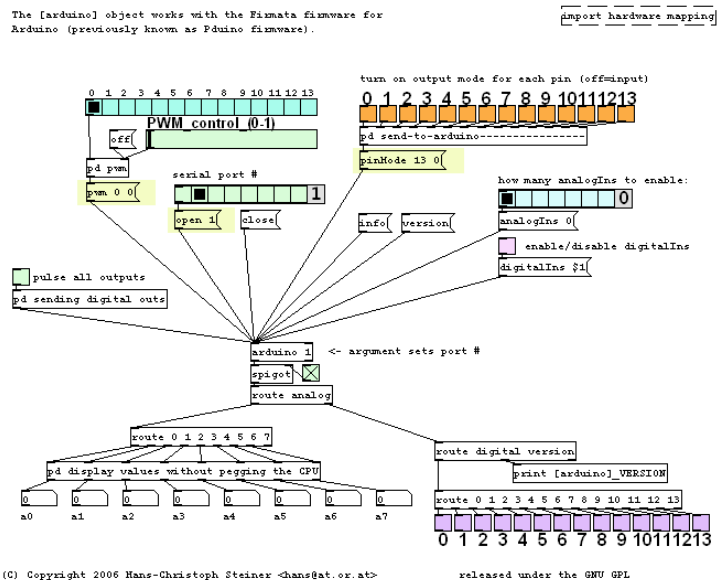 The [arduino] object works with the Firmata firmware for
Arduino (previously known as Pduino firmware).
import hardware mapping
turn on output mode for each pin (off=input)
0 1 2 3 4 5 6 7 8 9 10 11 12 13
0 1 2 3 4 5 6 7 8 9 10 11 12 13
PWM_control_(0-1)
off
pd send-to-arduino---------------
pd pwm
pinMode 13 0
serial port #
how many analogIns to enable:
pwm 0 0
1
0
open 1
close
info
version
analogIns 0
enable/disable digitalIns
digitalIns $1
pulse all outputs
pd sending digital outs
arduino 1
<- argument sets port #
spigot
route analog
route 0 1 2 3 4 5 6 7
route digital version
pd display values without pegging the CPU
print [arduino]_VERSION
0 0 0 0 0 0 0 0
route 0 1 2 3 4 5 6 7 8 9 10 11 12 13
a0 a1 a2 a3 a4 a5 a6 a7
0 1 2 3 4 5 6 7 8 9 10 11 12 13
(C) Copyright 2006 Hans-Christoph Steiner <hans@at.or.at>
released under the GNU GPL